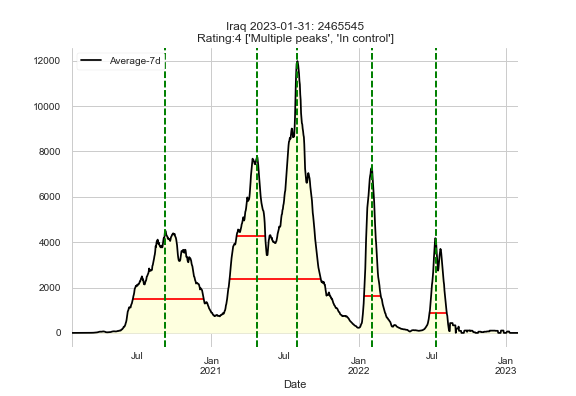 Iraq 2023-01-31: 2465545
Rating:4 ['Multiple peaks', 'In control']
Average-7d
12000
10000
8000
6000
4000
2000
0
Jul
Jan
2021
Jul
Jan
2022
Jul
Jan
2023
Date